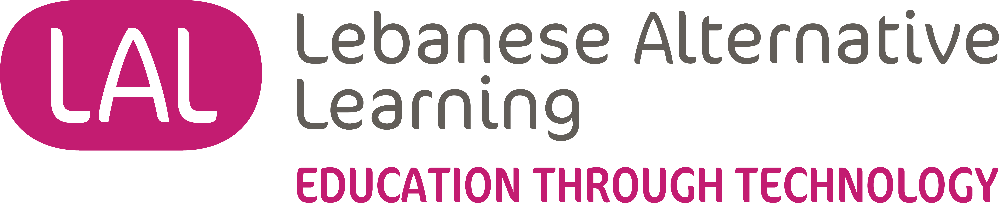 LAL
Lebanese Alternative
Learning
EDUCATION THROUGH TECHNOLOGY